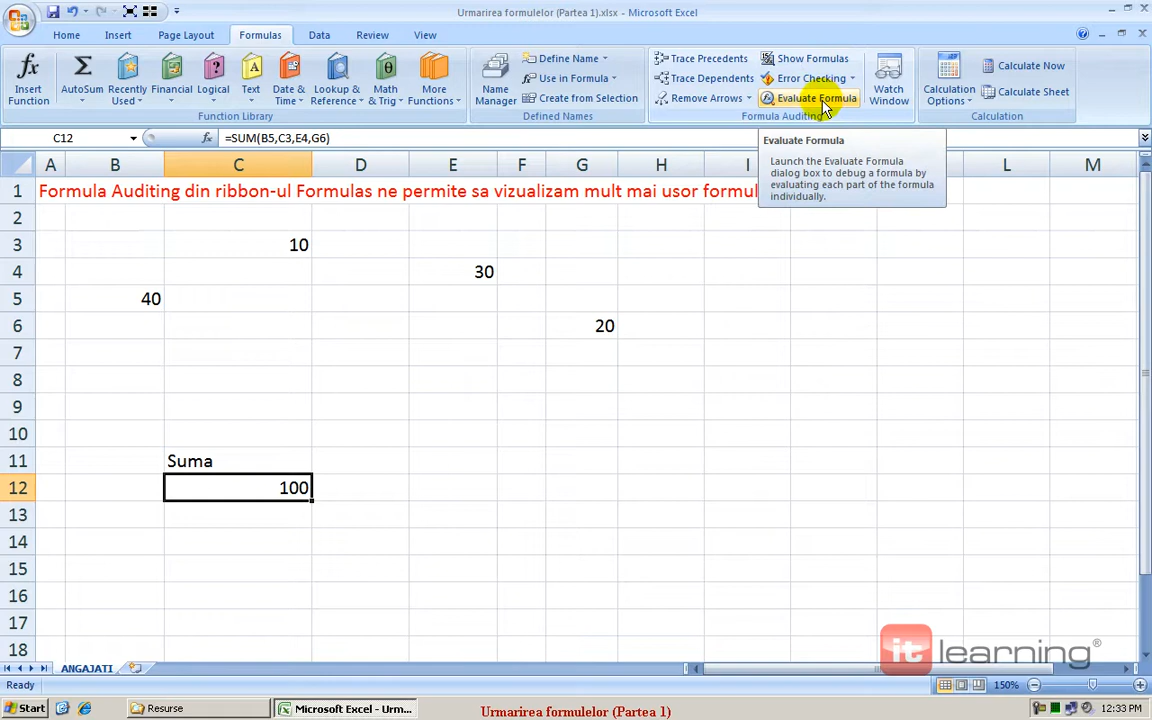 Urmarirea formulelor (Partea 1).xlsx - Microsoft Excel
Home Insert Page Layout Formulas Data Review View
Insert Function
AutoSum
Recently Used
Financial
Logical
Text
Date & Time
Lookup & Reference
Math & Trig
More Functions
Function Library
Name Manager
Define Name
Use in Formula
Create from Selection
Defined Names
Trace Precedents
Trace Dependents
Remove Arrows
Show Formulas
Error Checking
Evaluate Formula
Watch Window
Formula Auditing
Calculation Options
Calculate Now
Calculate Sheet
Calculation
C12 fx =SUM(B5,C3,E4,G6)
Evaluate Formula
Launch the Evaluate Formula
dialog box to debug a formula by
evaluating each part of the formula
individually.
A B C D E F G H I J K L M
1 Formula Auditing din ribbon-ul Formulas ne permite sa vizualizam mult mai usor formul
2
3 10
4 30
5 40
6 20
7
8
9
10
11 Suma
12 100
13
14
15
16
17
18
it learning®
ANGAJATI
Ready 150%
Start Resurse Microsoft Excel - Urm... Urmarirea formulelor (Partea 1) 12:33 PM